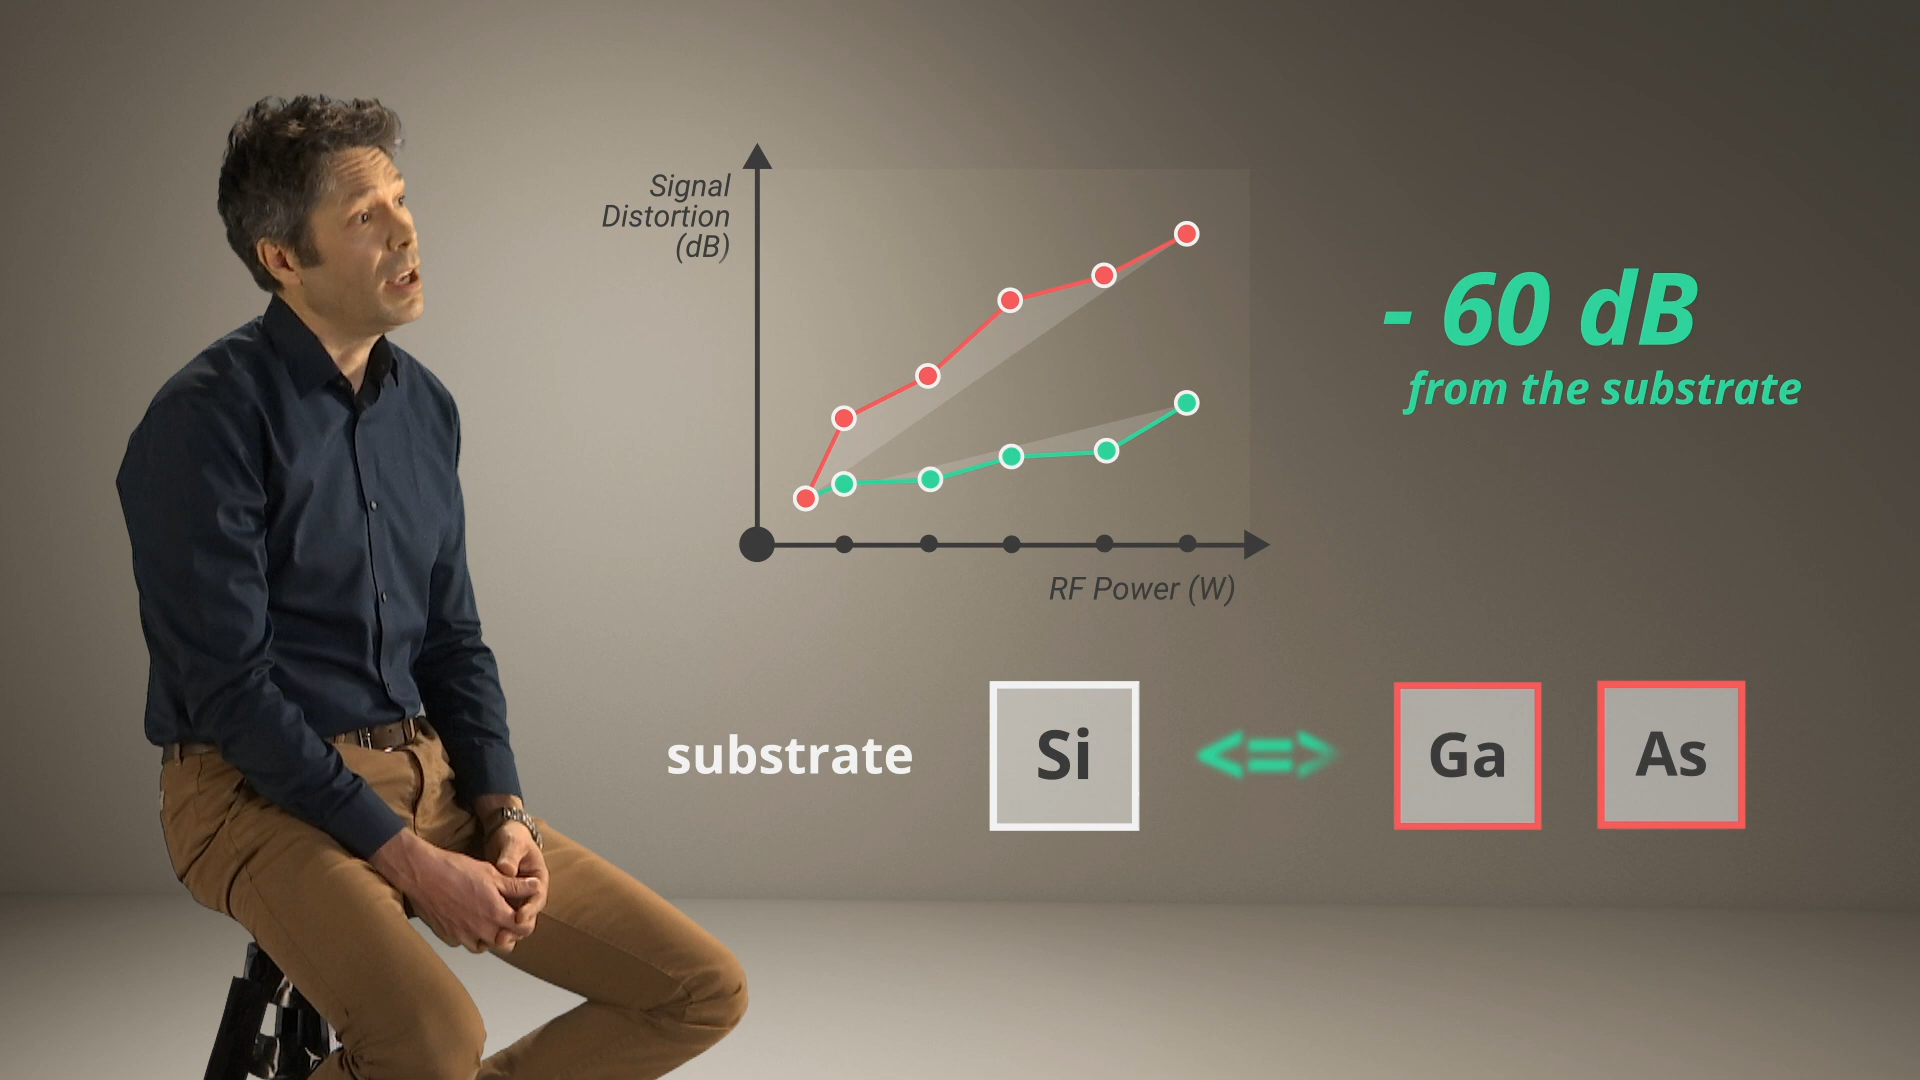 Signal
Distortion
(dB)
- 60 dB
from the substrate
RF Power (W)
substrate
Si
<=>
Ga
As